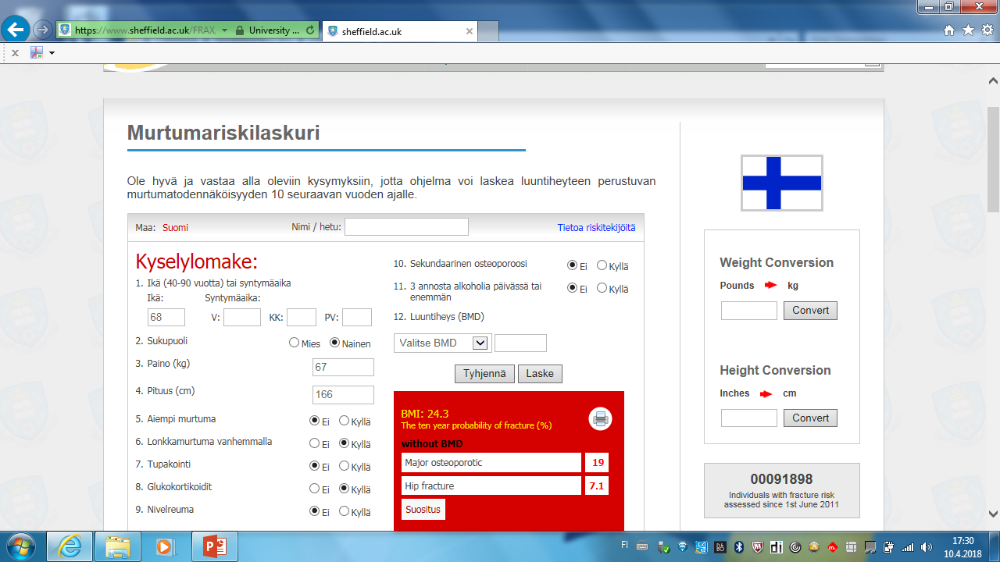 https://www.sheffield.ac.uk/FRAX
University ...
sheffield.ac.uk
Murtumariskilaskuri
Ole hyvä ja vastaa alla oleviin kysymyksiin, jotta ohjelma voi laskea luuntiheyteen perustuvan
murtumatodennäköisyyden 10 seuraavan vuoden ajalle.
Maa: Suomi
Nimi / hetu:
Tietoa riskitekijöitä
Kyselylomake:
1. Ikä (40-90 vuotta) tai syntymäaika
Ikä: Syntymäaika:
68 V: KK: PV:
2. Sukupuoli Mies Nainen
3. Paino (kg) 67
4. Pituus (cm) 166
5. Aiempi murtuma Ei Kyllä
6. Lonkkamurtuma vanhemmalla Ei Kyllä
7. Tupakointi Ei Kyllä
8. Glukokortikoidit Ei Kyllä
9. Nivelreuma Ei Kyllä
10. Sekundaarinen osteoporoosi Ei Kyllä
11. 3 annosta alkoholia päivässä tai Ei Kyllä
enemmän
12. Luuntiheys (BMD)
Valitse BMD
Tyhjennä Laske
BMI: 24.3
The ten year probability of fracture (%)
without BMD
Major osteoporotic 19
Hip fracture 7.1
Suositus
Weight Conversion
Pounds kg
Convert
Height Conversion
Inches cm
Convert
00091898
Individuals with fracture risk
assessed since 1st June 2011
FI
17:30
10.4.2018